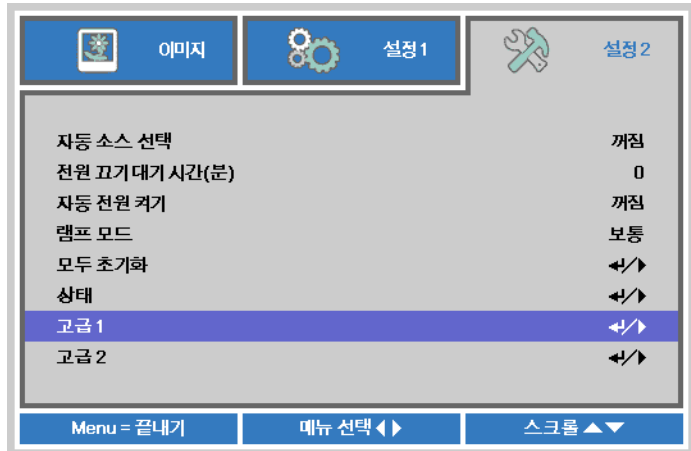 이미지 설정 1 설정 2
자동 소스 선택 꺼짐
전원 끄기 대기 시간(분) 0
자동 전원 켜기 꺼짐
램프 모드 보통
모두 초기화 ↵/▶
상태 ↵/▶
고급 1 ↵/▶
고급 2 ↵/▶
Menu = 끝내기 메뉴 선택 ◀ ▶ 스크롤 ▲▼